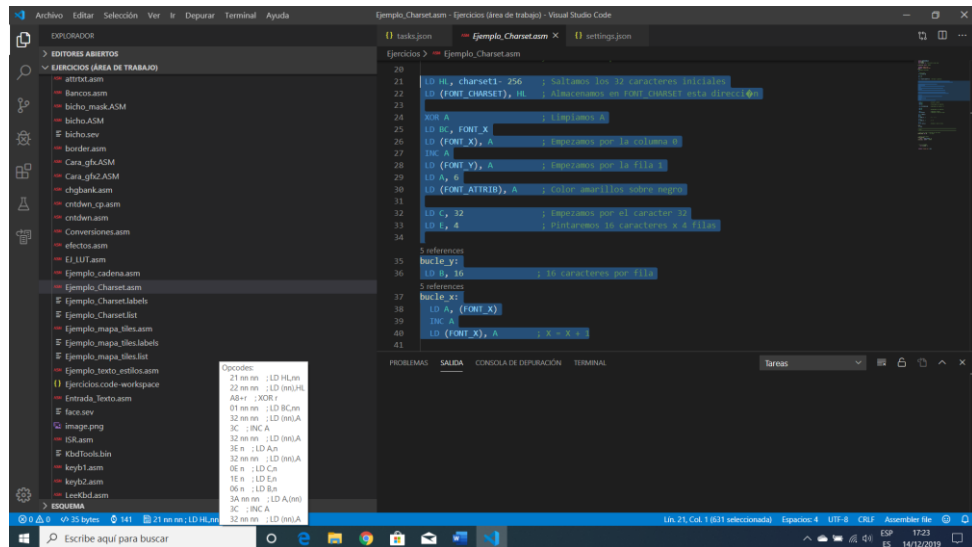 Archivo Editar Selección Ver Ir Depurar Terminal Ayuda
Ejemplo_Charset.asm - Ejercicios (área de trabajo) - Visual Studio Code
EXPLORADOR
EDITORES ABIERTOS
EJERCICIOS (ÁREA DE TRABAJO)
attrtxt.asm
Bancos.asm
bicho_mask.ASM
bicho.ASM
bicho.sev
border.asm
Cara_gfx.ASM
Cara_gfx2.ASM
chgbank.asm
cntdwn_cp.asm
cntdwn.asm
Conversiones.asm
efectos.asm
EJ_LUT.asm
Ejemplo_cadena.asm
Ejemplo_Charset.asm
Ejemplo_Charset.labels
Ejemplo_Charset.list
Ejemplo_mapa_tiles.asm
Ejemplo_mapa_tiles.labels
Ejemplo_mapa_tiles.list
Ejemplo_texto_estilos.asm
Ejercicios.code-workspace
Entrada_Texto.asm
face.sev
image.png
ISR.asm
KbdTools.bin
keyb1.asm
keyb2.asm
LeeKbd.asm
ESQUEMA
{} tasks.json Ejemplo_Charset.asm × {} settings.json
Ejercicios > Ejemplo_Charset.asm
20
21 LD HL, charset1- 256 ; Saltamos los 32 caracteres iniciales
22 LD (FONT_CHARSET), HL ; Almacenamos en FONT_CHARSET esta direcci�n
23
24 XOR A ; Limpiamos A
25 LD BC, FONT_X
26 LD (FONT_X), A ; Empezamos por la columna 0
27 INC A
28 LD (FONT_Y), A ; Empezamos por la fila 1
29 LD A, 6
30 LD (FONT_ATTRIB), A ; Color amarillos sobre negro
31
32 LD C, 32 ; Empezamos por el caracter 32
33 LD E, 4 ; Pintaremos 16 caracteres x 4 filas
34
5 references
35 bucle_y:
36 LD B, 16 ; 16 caracteres por fila
5 references
37 bucle_x:
38 LD A, (FONT_X)
39 INC A
40 LD (FONT_X), A ; X = X + 1
41
PROBLEMAS SALIDA CONSOLA DE DEPURACIÓN TERMINAL
Tareas
Opcodes:
21 nn nn ; LD HL,nn
22 nn nn ; LD (nn),HL
A8+r ; XOR r
01 nn nn ; LD BC,nn
32 nn nn ; LD (nn),A
3C ; INC A
32 nn nn ; LD (nn),A
3E n ; LD A,n
32 nn nn ; LD (nn),A
0E n ; LD C,n
1E n ; LD E,n
06 n ; LD B,n
3A nn nn ; LD A,(nn)
3C ; INC A
32 nn nn ; LD (nn),A
0 0 35 bytes 141 21 nn nn ; LD HL,nn
Lín. 21, Col. 1 (631 seleccionada) Espacios: 4 UTF-8 CRLF Assembler file
Escribe aquí para buscar
ESP
ES
17:23
14/12/2019